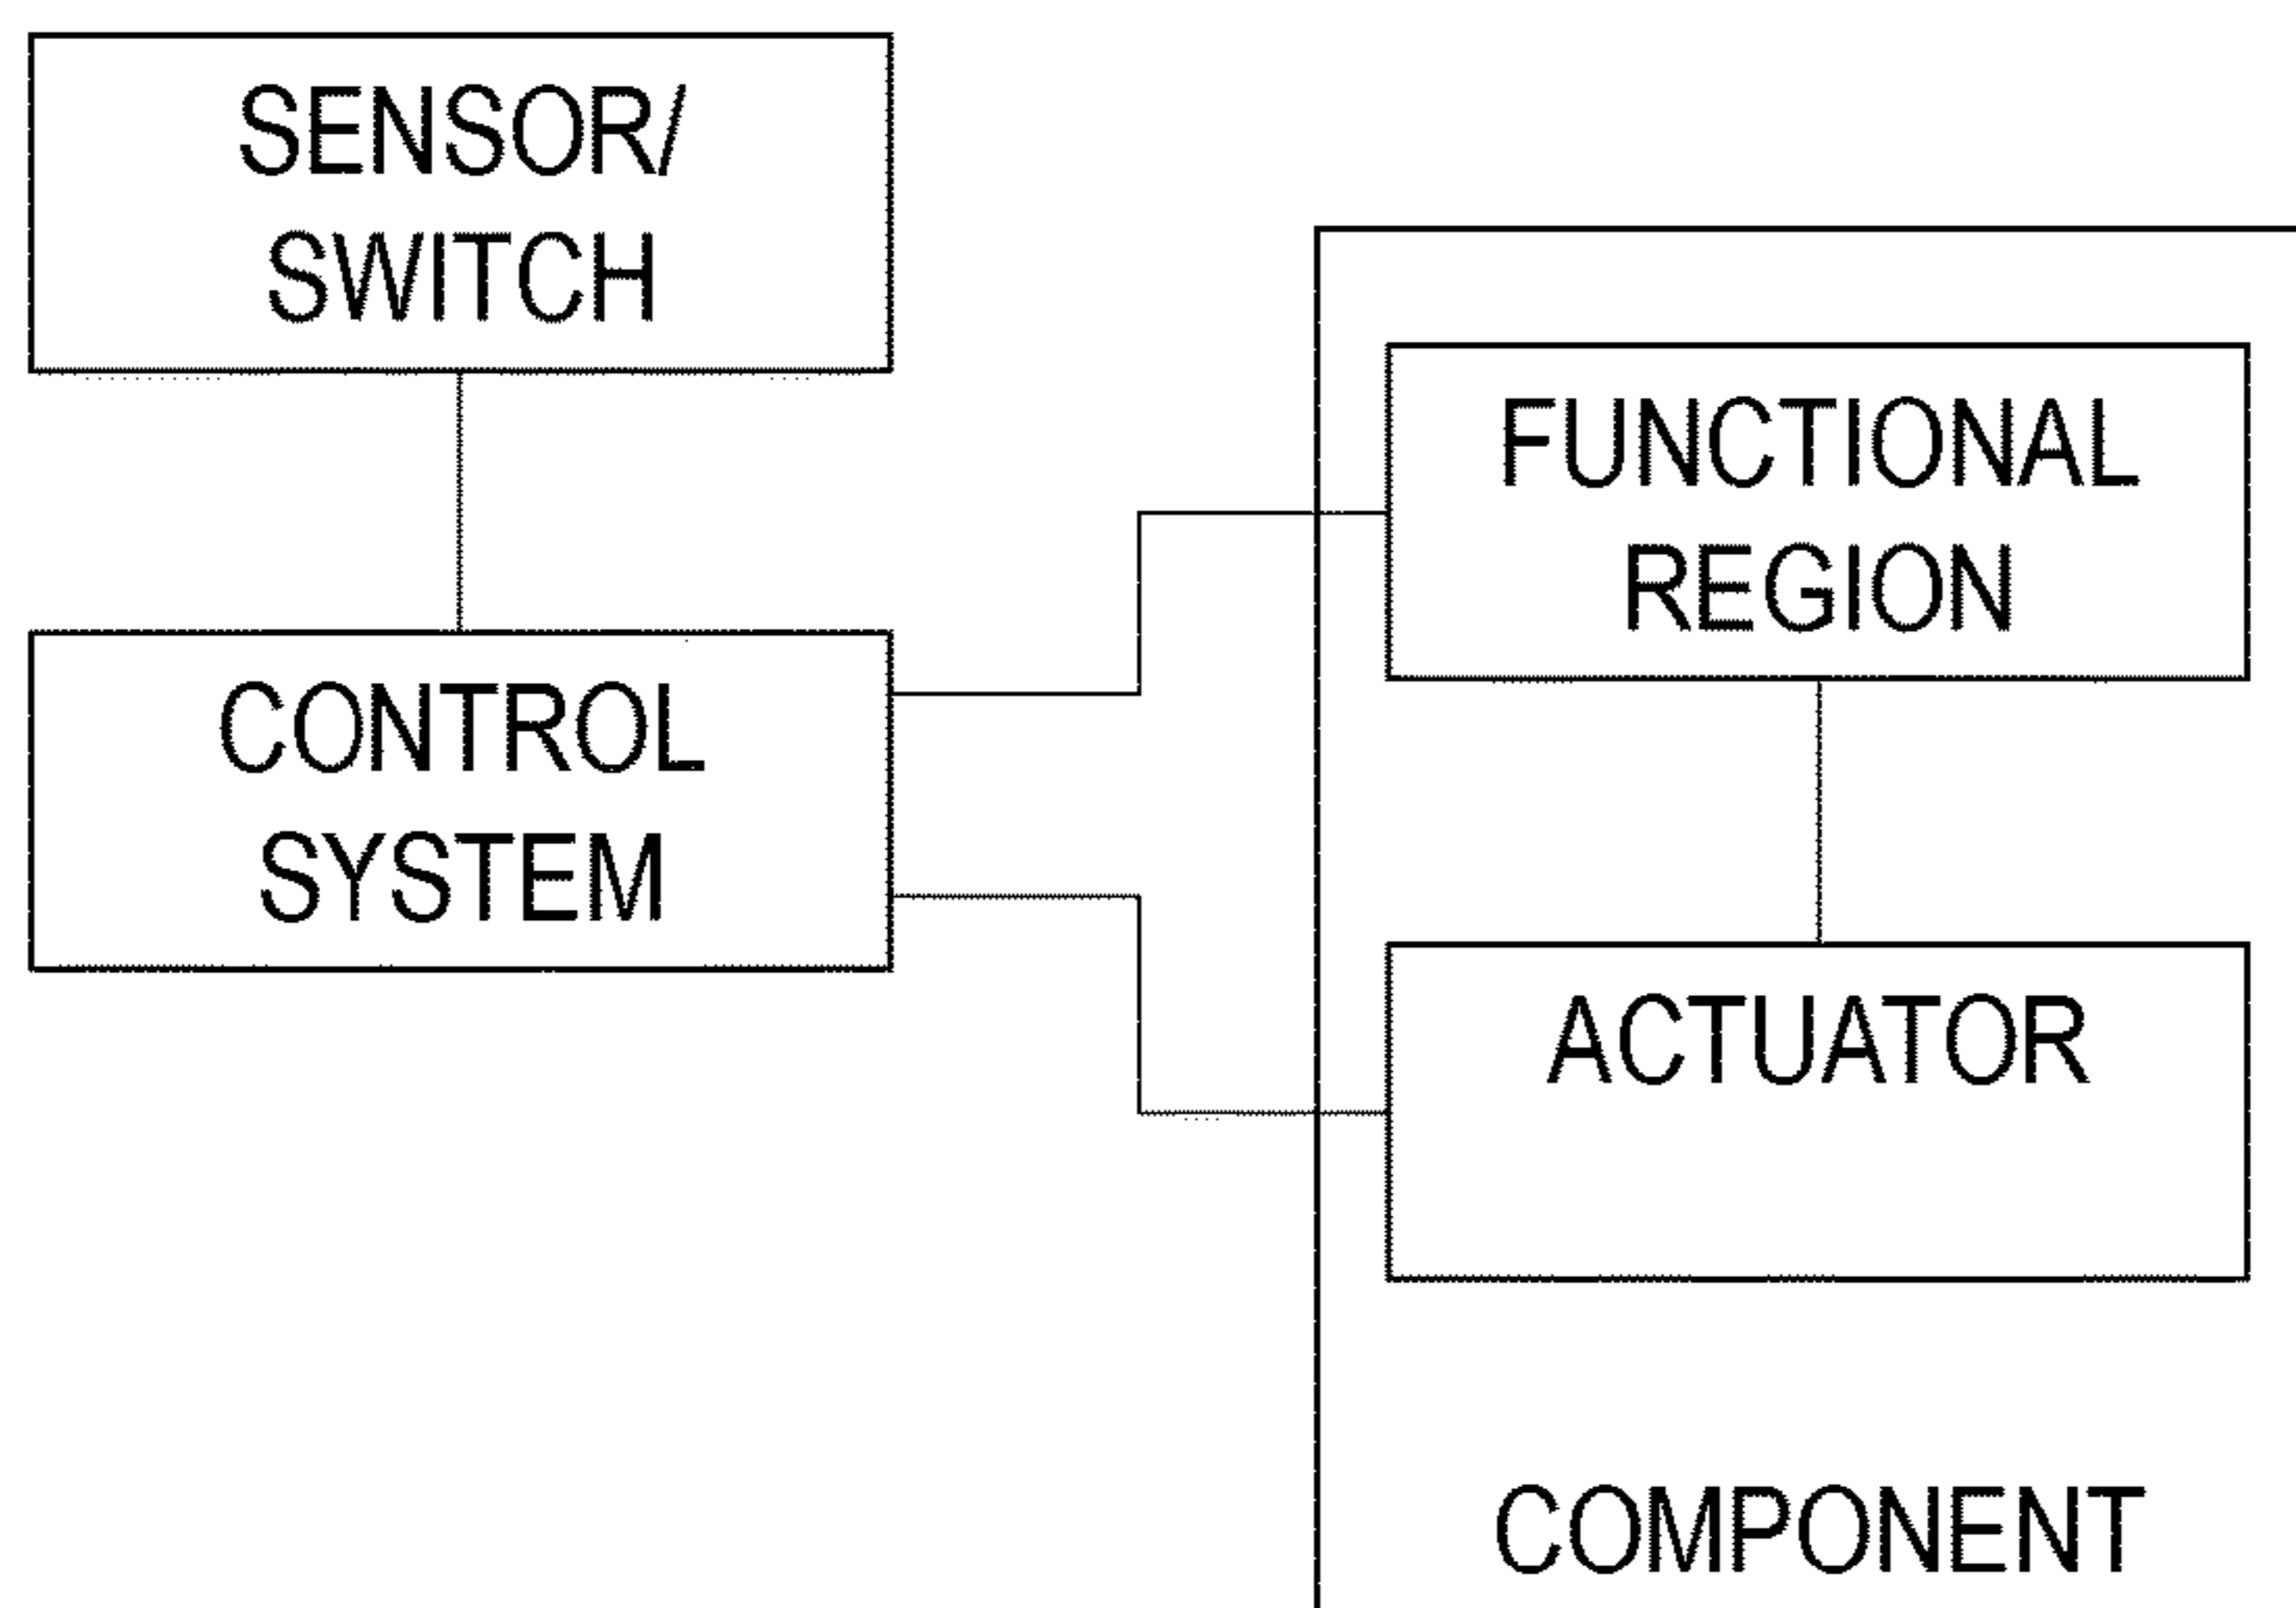 SENSOR/
SWITCH
CONTROL
SYSTEM
FUNCTIONAL
REGION
ACTUATOR
COMPONENT